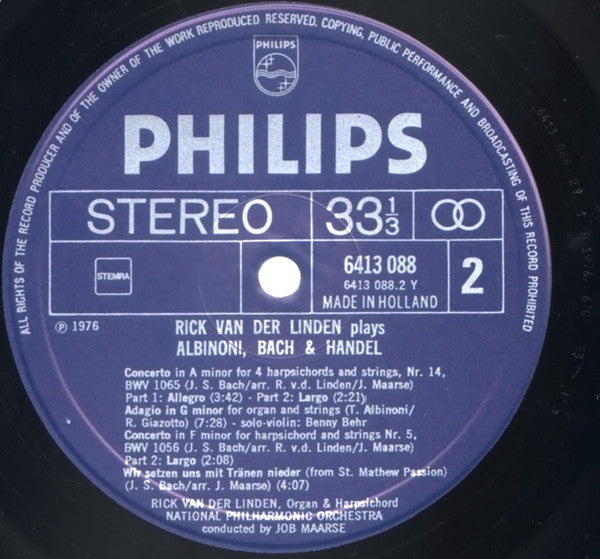 ALL RIGHTS OF THE RECORD PRODUCER AND OF THE OWNER OF THE WORK REPRODUCED RESERVED. COPYING, PUBLIC PERFORMANCE AND BROADCASTING OF THIS RECORD PROHIBITED
PHILIPS
PHILIPS
STEREO 33⅓
STEMRA
6413 088
6413 088.2 Y
MADE IN HOLLAND
2
℗ 1976
RICK VAN DER LINDEN plays
ALBINONI, BACH & HANDEL
Concerto in A minor for 4 harpsichords and strings, Nr. 14,
BWV 1065 (J. S. Bach/arr. R. v.d. Linden/J. Maarse)
Part 1: Allegro (3:42) - Part 2: Largo (2:21)
Adagio in G minor for organ and strings (T. Albinoni/
R. Giazotto) (7:28) - solo-violin: Benny Behr
Concerto in F minor for harpsichord and strings Nr. 5,
BWV 1056 (J. S. Bach/arr. R. v.d. Linden/J. Maarse)
Part 2: Largo (2:08)
Wir setzen uns mit Tränen nieder (from St. Mathew Passion)
(J. S. Bach/arr. J. Maarse) (4:07)
RICK VAN DER LINDEN, Organ & Harpsichord
NATIONAL PHILHARMONIC ORCHESTRA
conducted by JOB MAARSE
6413 088 2Y 1